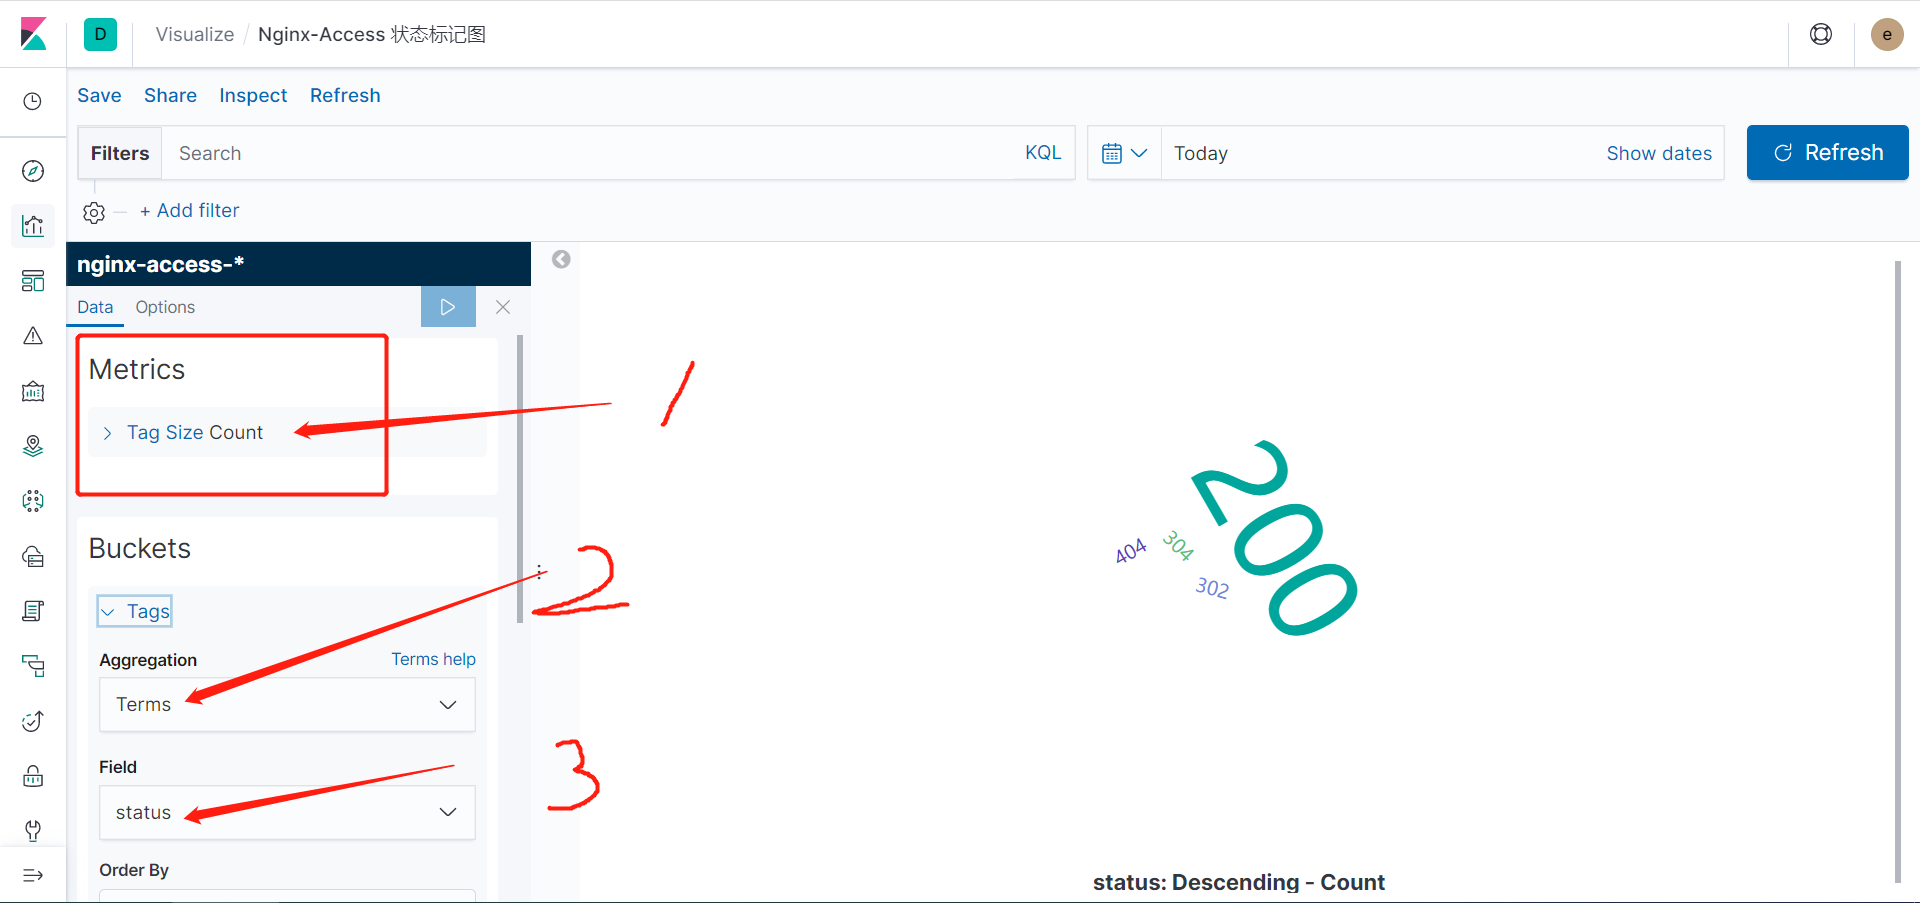 D Visualize / Nginx-Access 状态标记图 e
Save Share Inspect Refresh
Filters Search KQL Today Show dates Refresh
+ Add filter
nginx-access-*
Data Options
Metrics
Tag Size Count
1
Buckets
2
Tags
Aggregation Terms help
Terms
3
Field
status
Order By
200
404
304
302
status: Descending - Count